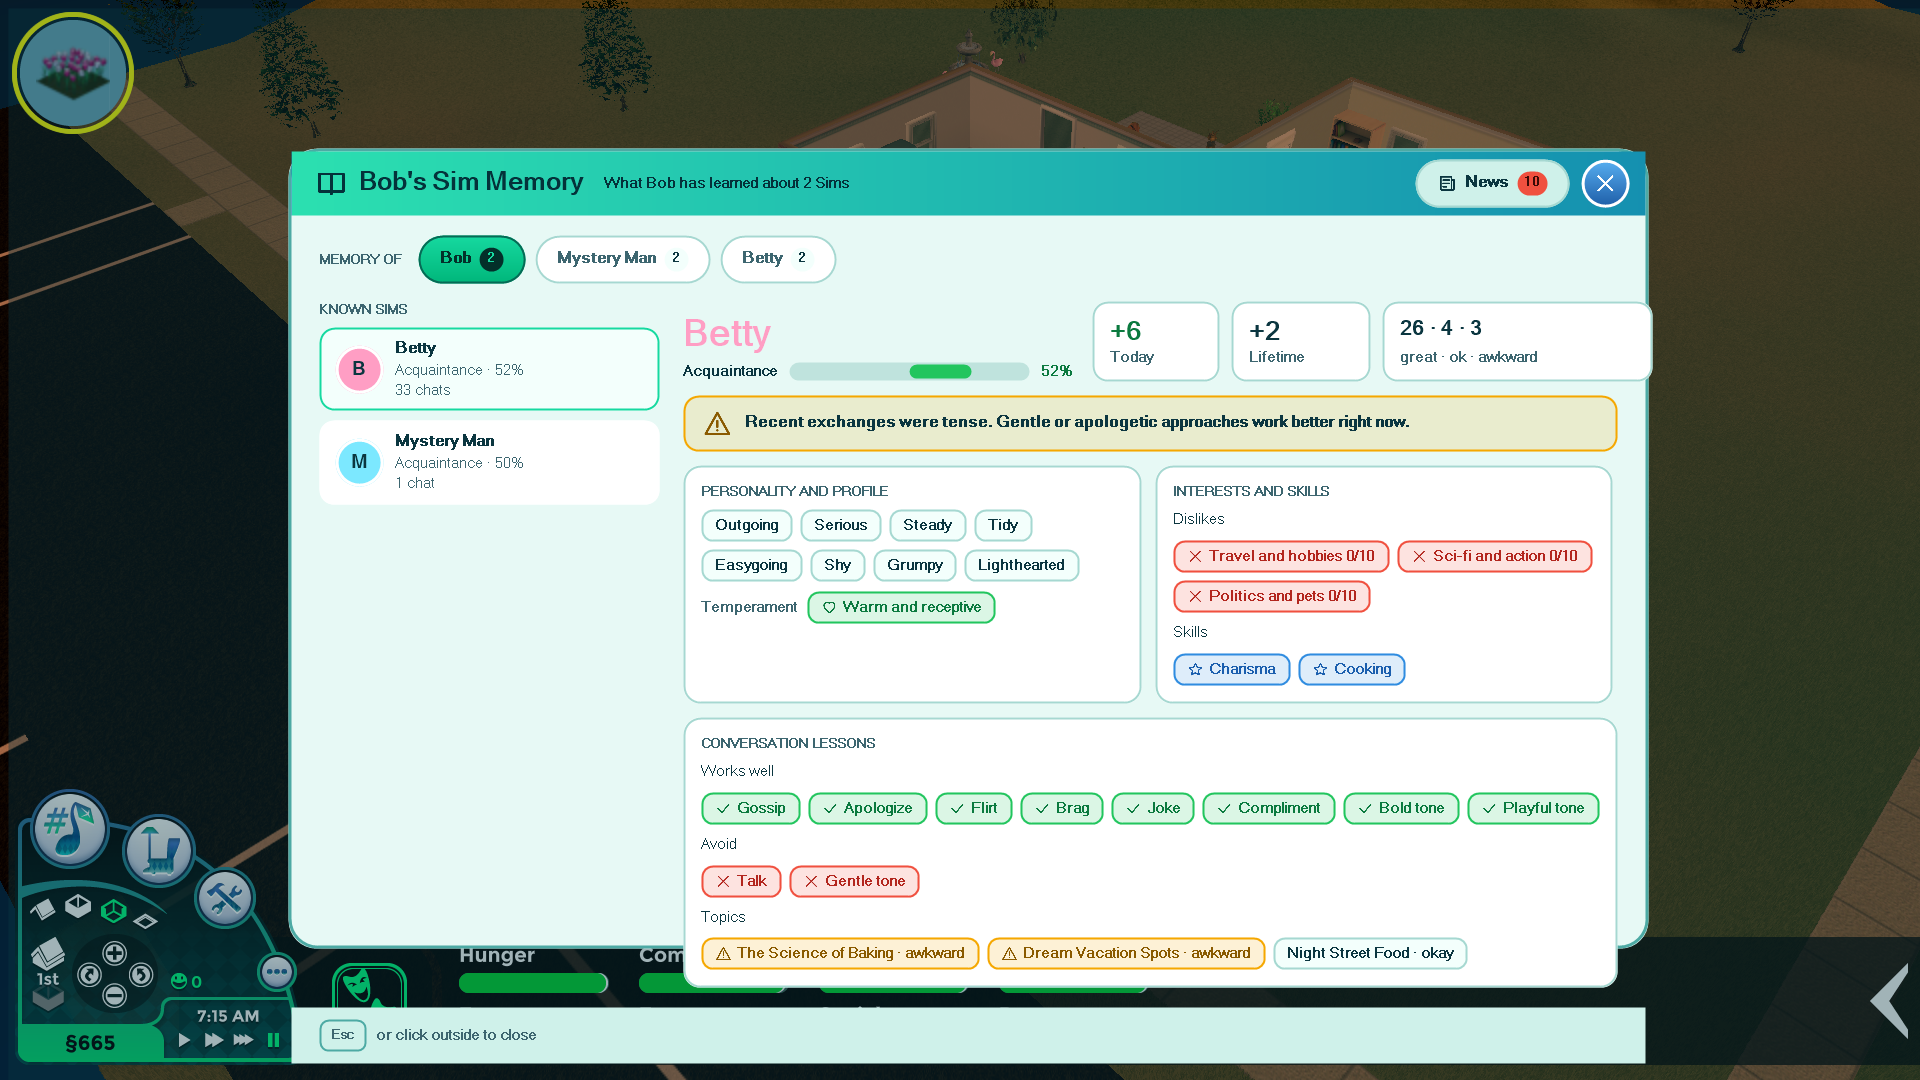 Bob's Sim Memory
What Bob has learned about 2 Sims
News 10
MEMORY OF
Bob 2
Mystery Man 2
Betty 2
KNOWN SIMS
B
Betty
Acquaintance · 52%
33 chats
M
Mystery Man
Acquaintance · 50%
1 chat
Betty
Acquaintance
52%
+6
Today
+2
Lifetime
26 · 4 · 3
great · ok · awkward
Recent exchanges were tense. Gentle or apologetic approaches work better right now.
PERSONALITY AND PROFILE
Outgoing
Serious
Steady
Tidy
Easygoing
Shy
Grumpy
Lighthearted
Temperament
Warm and receptive
INTERESTS AND SKILLS
Dislikes
Travel and hobbies 0/10
Sci-fi and action 0/10
Politics and pets 0/10
Skills
Charisma
Cooking
CONVERSATION LESSONS
Works well
Gossip
Apologize
Flirt
Brag
Joke
Compliment
Bold tone
Playful tone
Avoid
Talk
Gentle tone
Topics
The Science of Baking · awkward
Dream Vacation Spots · awkward
Night Street Food · okay
Hunger
Com
1st
0
7:15 AM
§665
Esc
or click outside to close